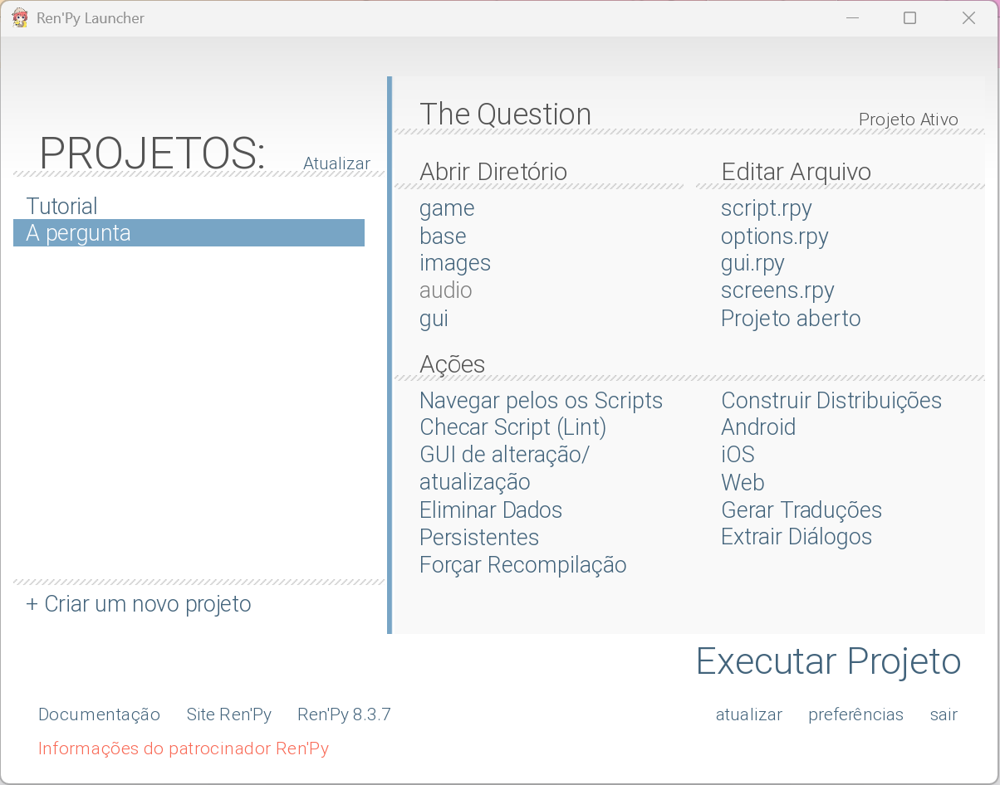 Ren'Py Launcher
PROJETOS:
Atualizar
Tutorial
A pergunta
+ Criar um novo projeto
The Question
Projeto Ativo
Abrir Diretório
game
base
images
audio
gui
Editar Arquivo
script.rpy
options.rpy
gui.rpy
screens.rpy
Projeto aberto
Ações
Navegar pelos os Scripts
Checar Script (Lint)
GUI de alteração/
atualização
Eliminar Dados
Persistentes
Forçar Recompilação
Construir Distribuições
Android
iOS
Web
Gerar Traduções
Extrair Diálogos
Executar Projeto
Documentação
Site Ren'Py
Ren'Py 8.3.7
atualizar
preferências
sair
Informações do patrocinador Ren'Py